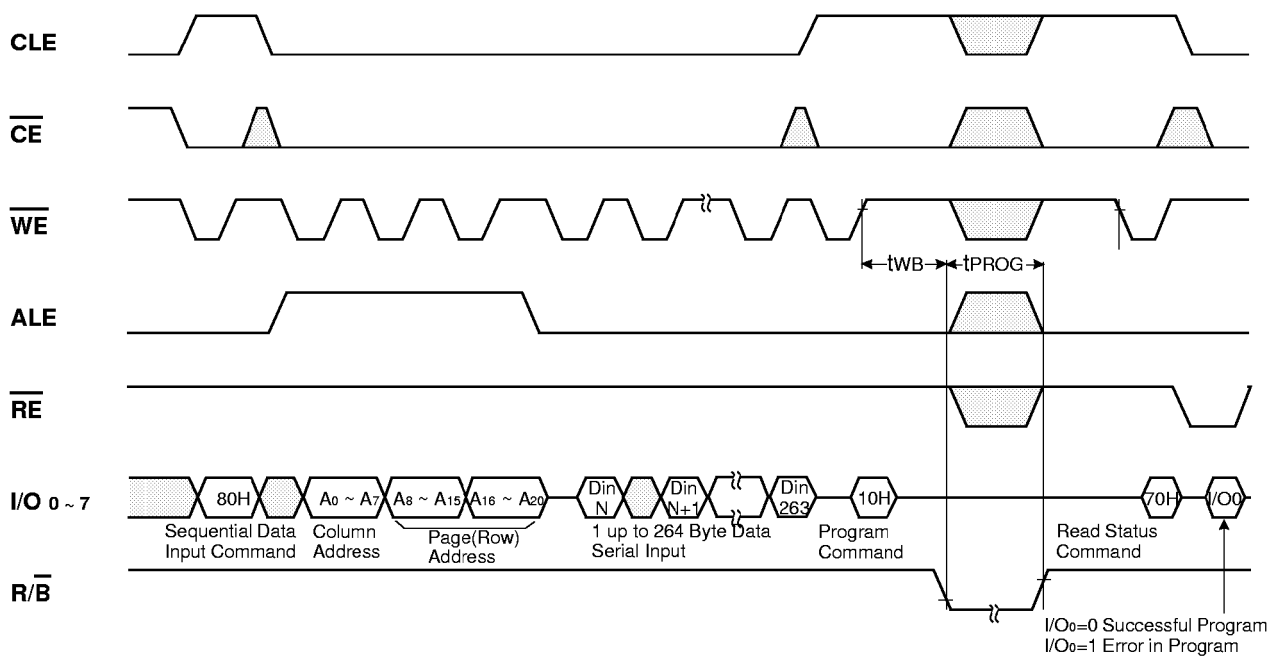 CLE
CE
WE
tWB
tPROG
ALE
RE
I/O 0 ~ 7
80H
A0 ~ A7
A8 ~ A15
A16 ~ A20
Din
N
Din
N+1
Din
263
10H
70H
I/O0
Sequential Data
Input Command
Column
Address
Page(Row)
Address
1 up to 264 Byte Data
Serial Input
Program
Command
Read Status
Command
R/B
I/O0=0 Successful Program
I/O0=1 Error in Program